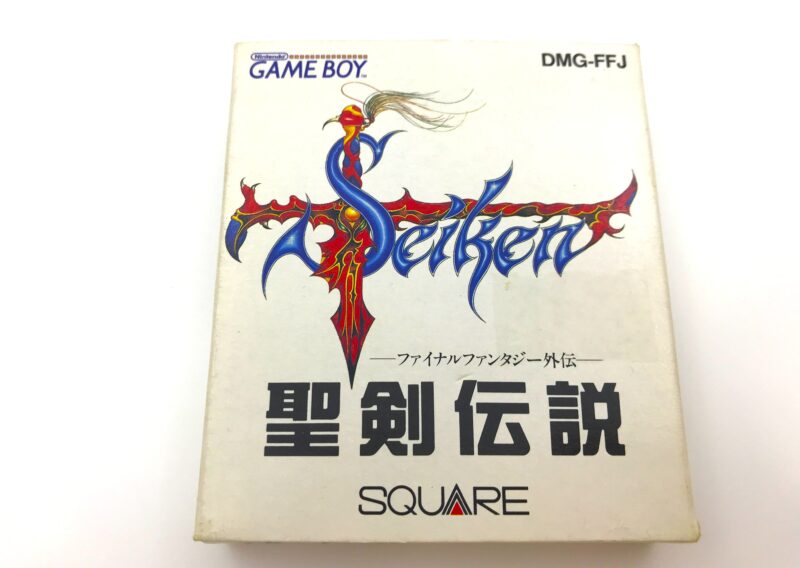 Nintendo
GAME BOY™
DMG-FFJ
Seiken
―ファイナルファンタジー外伝―
聖剣伝説
SQUARE